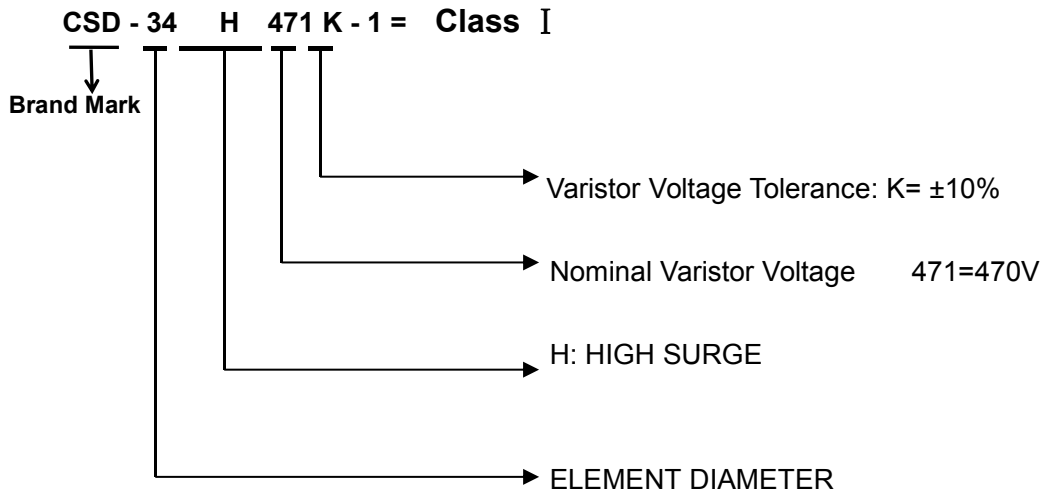 CSD - 34 H 471 K - 1 = Class Ⅰ
Brand Mark
Varistor Voltage Tolerance: K= ±10%
Nominal Varistor Voltage 471=470V
H: HIGH SURGE
ELEMENT DIAMETER